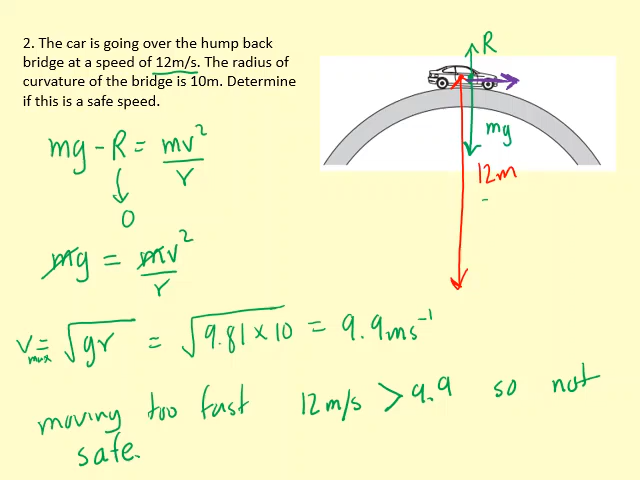 2. The car is going over the hump back
bridge at a speed of 12m/s. The radius of
curvature of the bridge is 10m. Determine
if this is a safe speed.
R
mg
12m
mg - R = mv²/r
0
mg = mv²/r
v max = √gr = √9.81 × 10 = 9.9ms⁻¹
moving too fast 12m/s > 9.9 so not
safe.